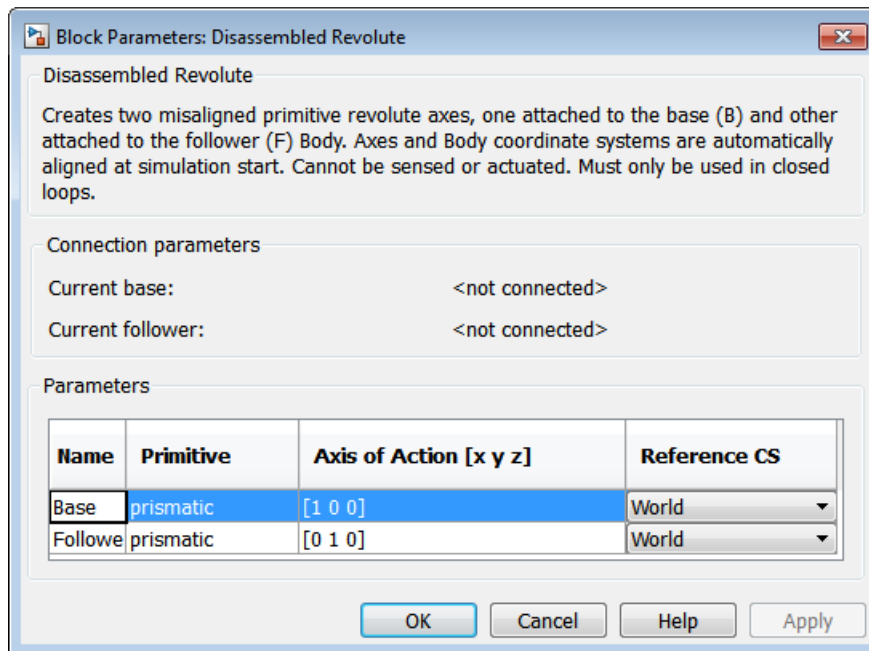 Block Parameters: Disassembled Revolute
Disassembled Revolute
Creates two misaligned primitive revolute axes, one attached to the base (B) and other
attached to the follower (F) Body. Axes and Body coordinate systems are automatically
aligned at simulation start. Cannot be sensed or actuated. Must only be used in closed
loops.
Connection parameters
Current base: <not connected>
Current follower: <not connected>
Parameters
Name Primitive Axis of Action [x y z] Reference CS
Base prismatic [1 0 0] World
Followe prismatic [0 1 0] World
OK Cancel Help Apply